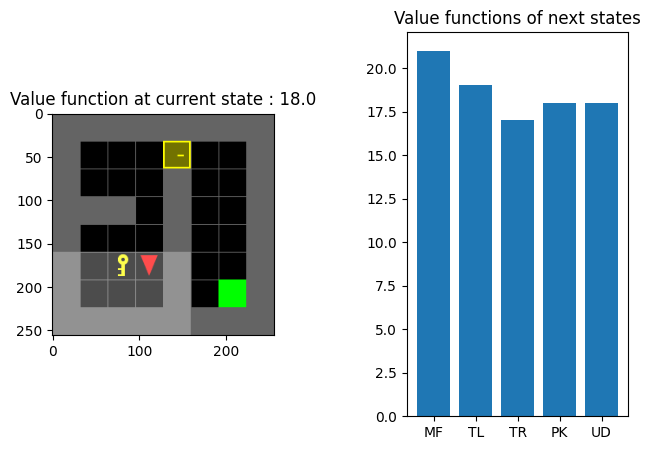 Value functions of next states
Value function at current state : 18.0
0
50
100
150
200
250
0
100
200
20.0
17.5
15.0
12.5
10.0
7.5
5.0
2.5
0.0
MF
TL
TR
PK
UD